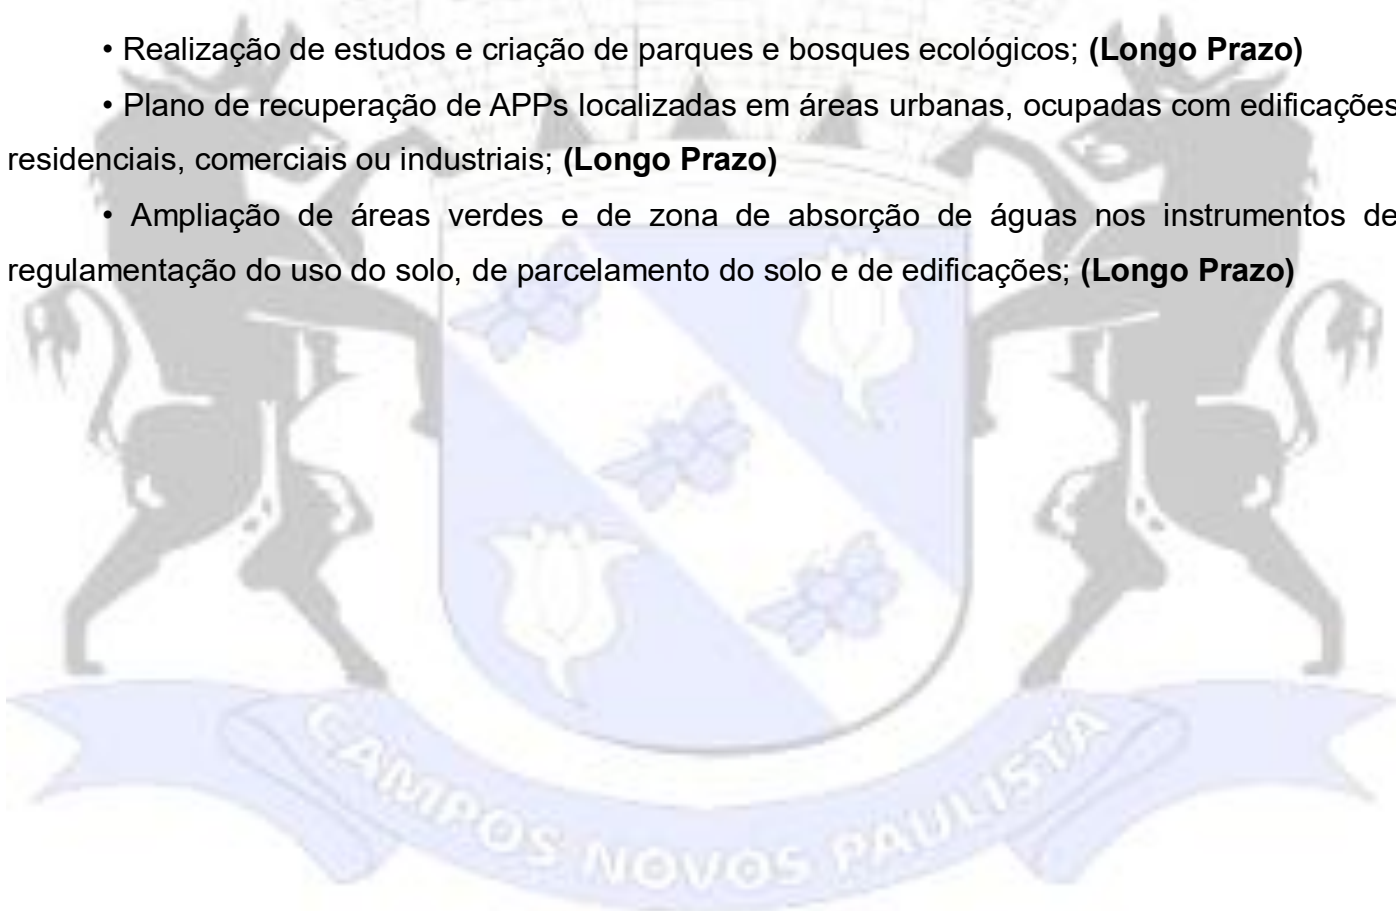 • Realização de estudos e criação de parques e bosques ecológicos; (Longo Prazo)
• Plano de recuperação de APPs localizadas em áreas urbanas, ocupadas com edificações
residenciais, comerciais ou industriais; (Longo Prazo)
• Ampliação de áreas verdes e de zona de absorção de águas nos instrumentos de
regulamentação do uso do solo, de parcelamento do solo e de edificações; (Longo Prazo)
CAMPOS NOVOS PAULISTA